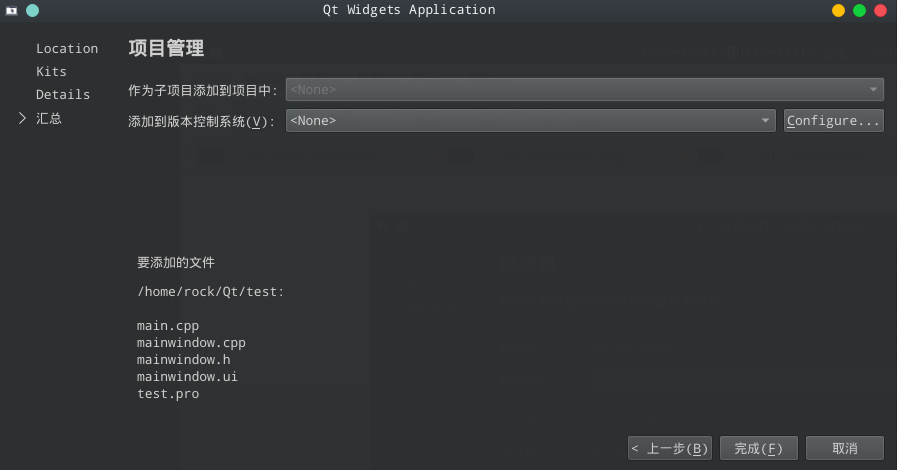 Qt Widgets Application
Location
Kits
Details
汇总
项目管理
作为子项目添加到项目中:
<None>
添加到版本控制系统(V):
<None>
Configure...
要添加的文件
/home/rock/Qt/test:
main.cpp
mainwindow.cpp
mainwindow.h
mainwindow.ui
test.pro
< 上一步(B)
完成(F)
取消